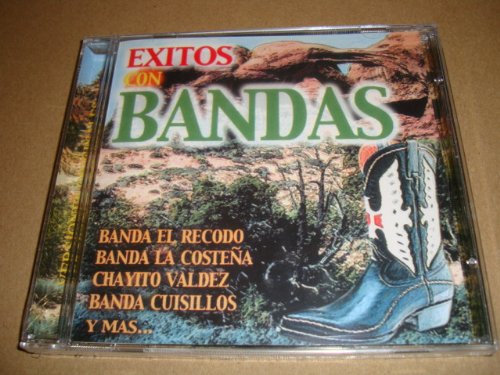 EXITOS
CON
BANDAS
BANDA EL RECODO
BANDA LA COSTEÑA
CHAYITO VALDEZ
BANDA CUISILLOS
Y MAS...